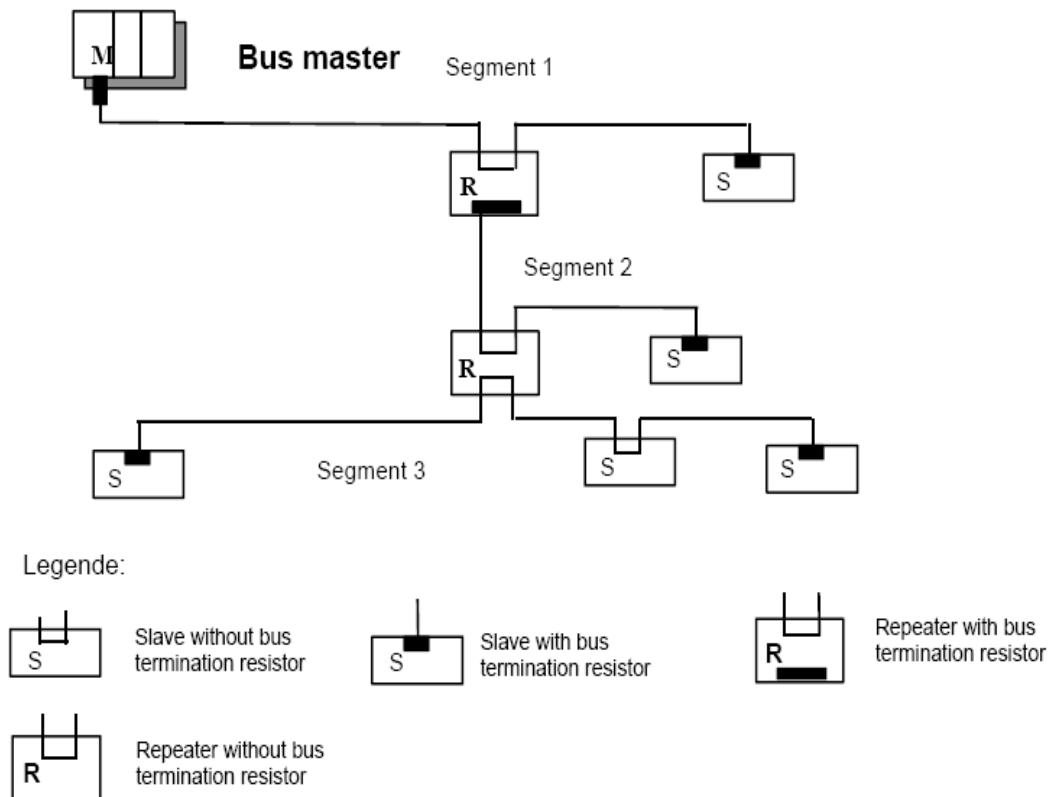 M
Bus master
Segment 1
R
S
Segment 2
R
S
S
Segment 3
S
S
Legende:
S
Slave without bus
termination resistor
S
Slave with bus
termination resistor
R
Repeater with bus
termination resistor
R
Repeater without bus
termination resistor